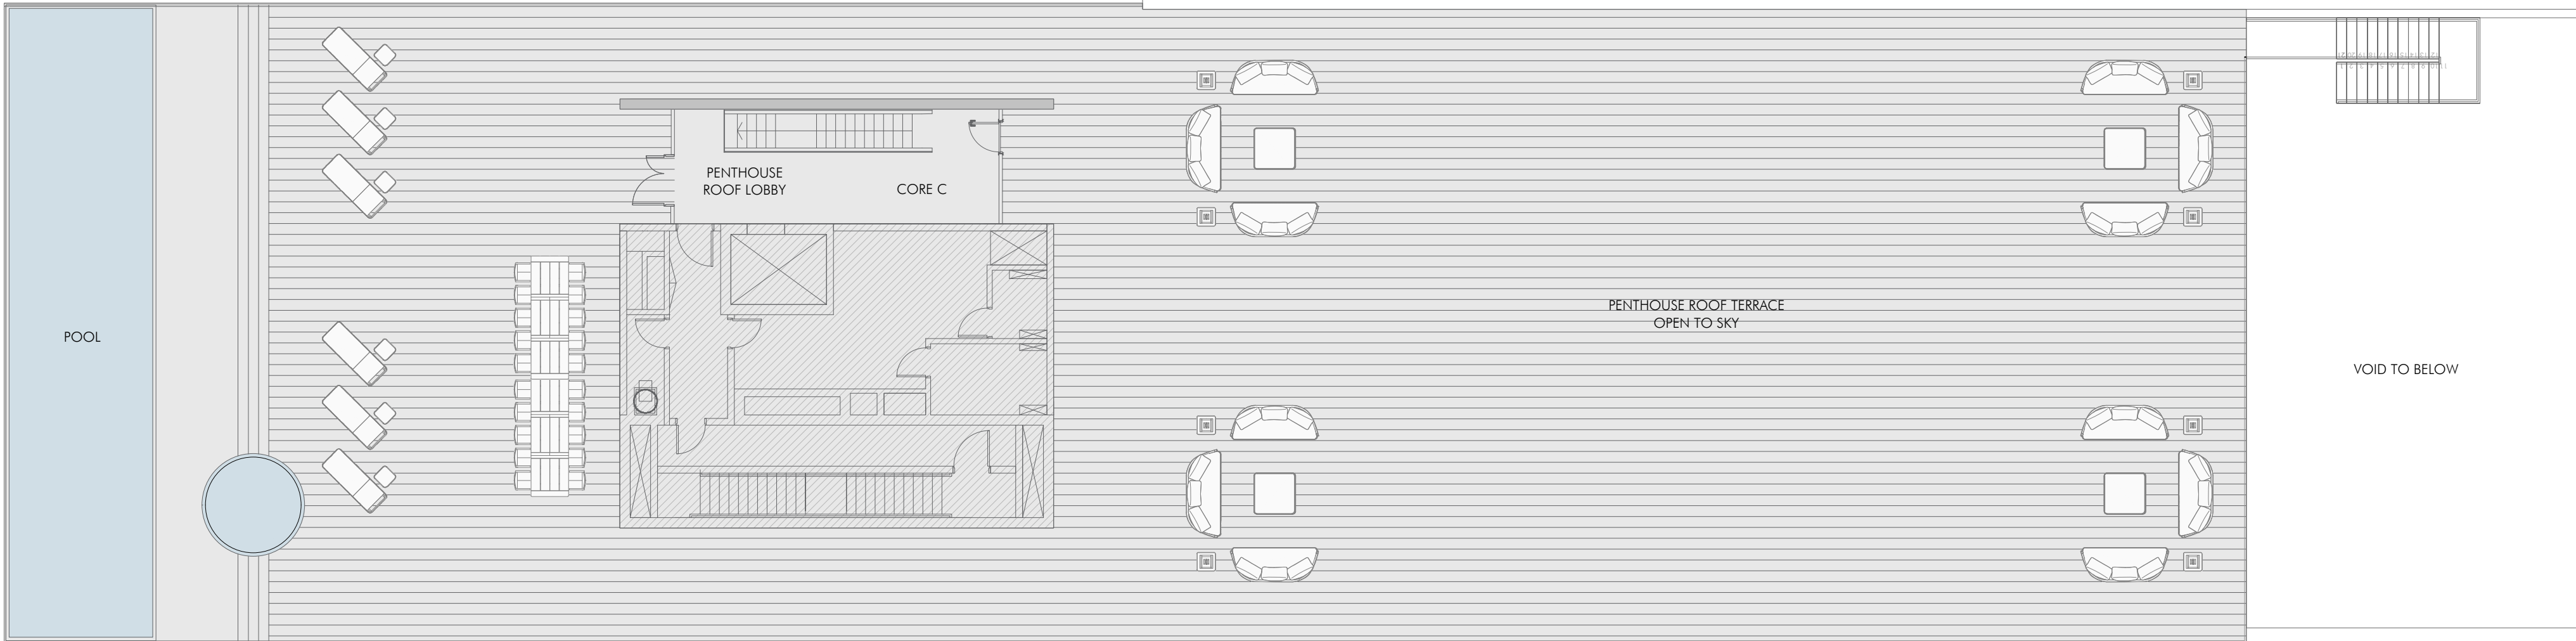 POOL
PENTHOUSE
ROOF LOBBY
CORE C
PENTHOUSE ROOF TERRACE
OPEN TO SKY
VOID TO BELOW